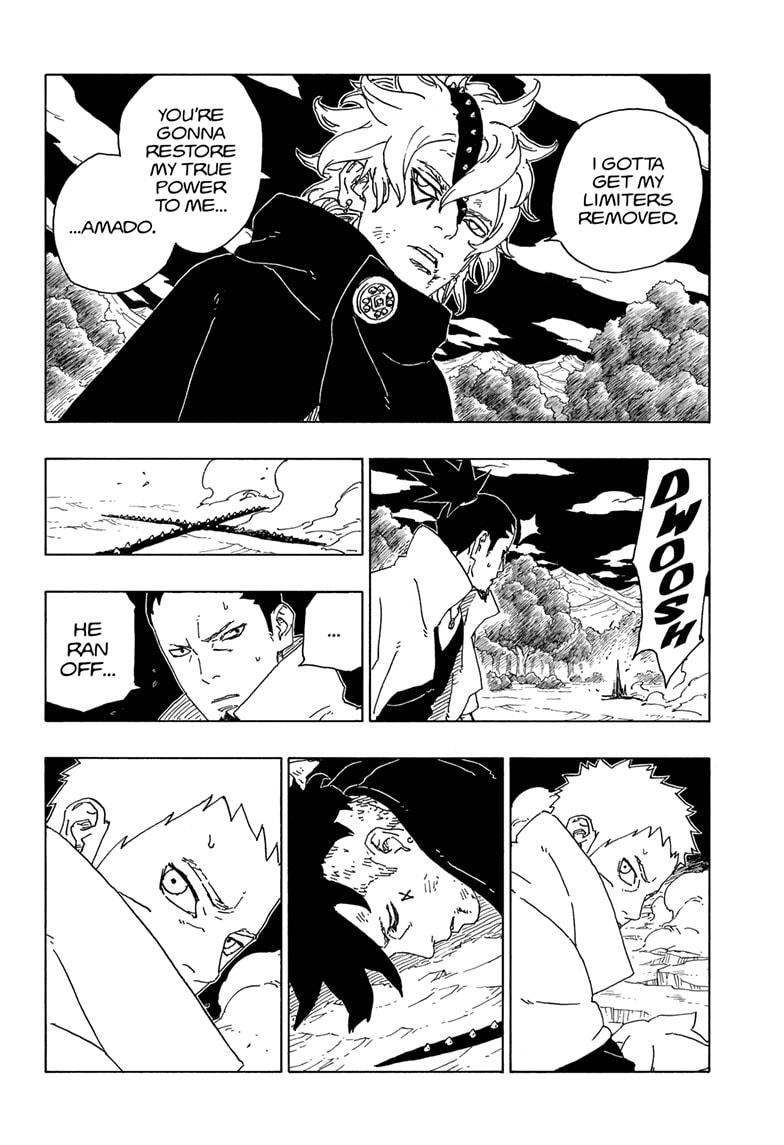 I GOTTA
GET MY
LIMITERS
REMOVED.
YOU'RE
GONNA
RESTORE
MY TRUE
POWER
TO ME...
...AMADO.
DWOOSH
...
HE
RAN
OFF...